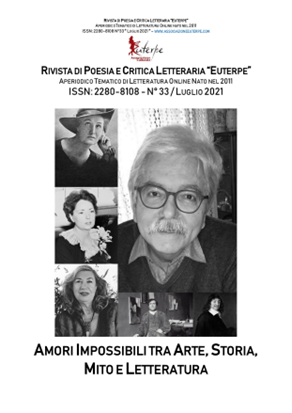 RIVISTA DI POESIA E CRITICA LETTERARIA "EUTERPE"
APERIODICO TEMATICO DI LETTERATURA ONLINE NATO NEL 2011
ISSN: 2280-8108 N°33 * LUGLIO 2021 * – WWW.ASSOCIAZIONEEUTERPE.COM
Euterpe
RIVISTA DI POESIA E CRITICA LETTERARIA "EUTERPE"
APERIODICO TEMATICO DI LETTERATURA ONLINE NATO NEL 2011
ISSN: 2280-8108 - N° 33 / LUGLIO 2021
AMORI IMPOSSIBILI TRA ARTE, STORIA,
MITO E LETTERATURA